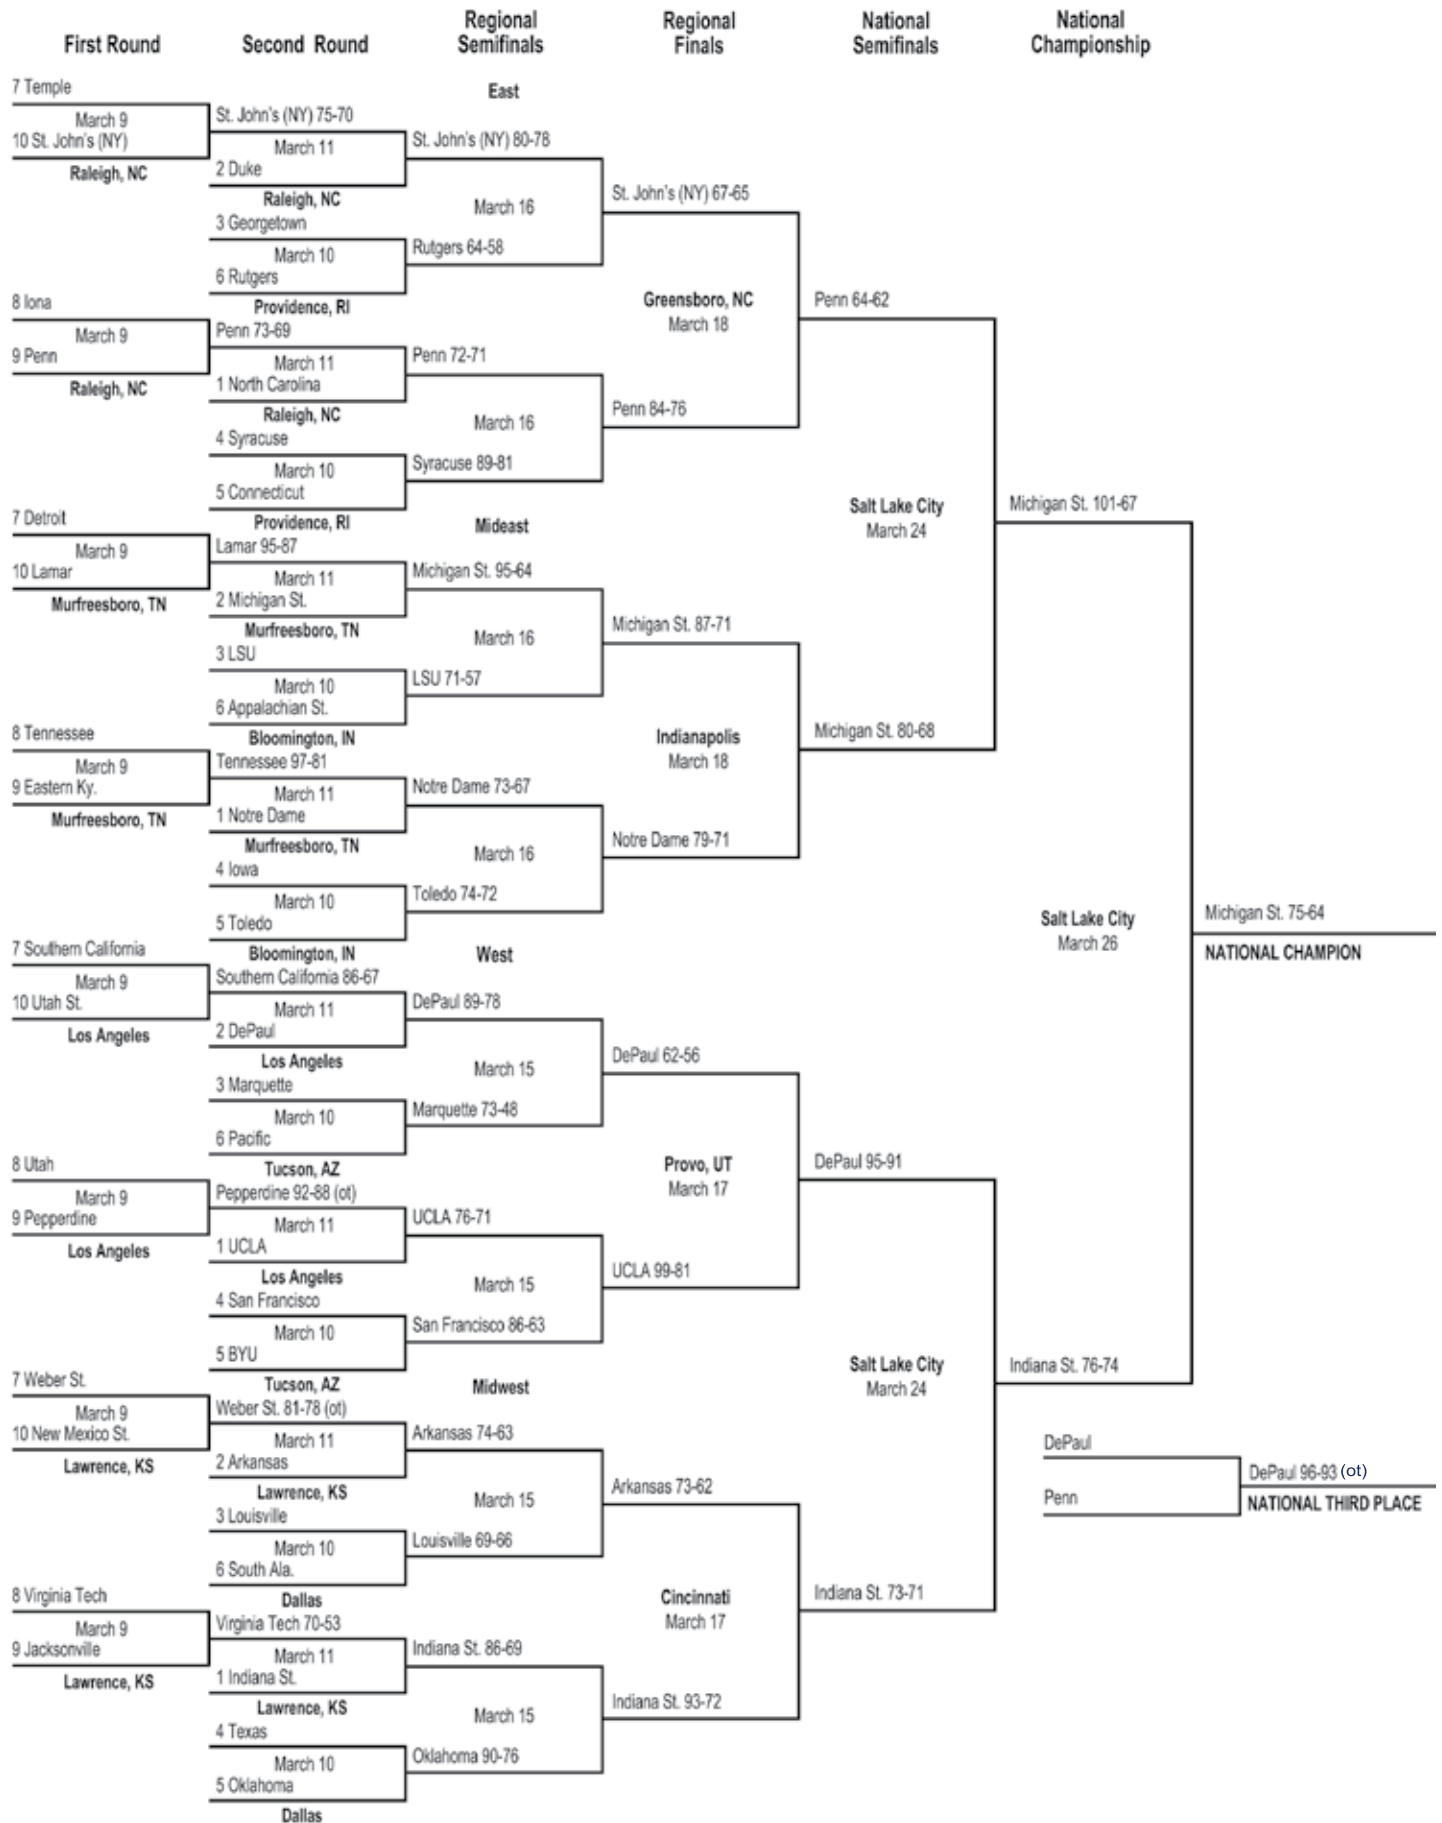 First Round
Second Round
Regional
Semifinals
Regional
Finals
National
Semifinals
National
Championship
East
7 Temple
March 9
10 St. John's (NY)
Raleigh, NC
St. John's (NY) 75-70
March 11
2 Duke
Raleigh, NC
St. John's (NY) 80-78
March 16
3 Georgetown
March 10
6 Rutgers
Providence, RI
Rutgers 64-58
St. John's (NY) 67-65
8 Iona
March 9
9 Penn
Raleigh, NC
Penn 73-69
March 11
1 North Carolina
Raleigh, NC
Penn 72-71
March 16
4 Syracuse
March 10
5 Connecticut
Providence, RI
Syracuse 89-81
Penn 84-76
Greensboro, NC
March 18
Penn 64-62
Mideast
7 Detroit
March 9
10 Lamar
Murfreesboro, TN
Lamar 95-87
March 11
2 Michigan St.
Murfreesboro, TN
Michigan St. 95-64
March 16
3 LSU
March 10
6 Appalachian St.
Bloomington, IN
LSU 71-57
Michigan St. 87-71
8 Tennessee
March 9
9 Eastern Ky.
Murfreesboro, TN
Tennessee 97-81
March 11
1 Notre Dame
Murfreesboro, TN
Notre Dame 73-67
March 16
4 Iowa
March 10
5 Toledo
Bloomington, IN
Toledo 74-72
Notre Dame 79-71
Indianapolis
March 18
Michigan St. 80-68
Salt Lake City
March 24
Michigan St. 101-67
West
7 Southern California
March 9
10 Utah St.
Los Angeles
Southern California 86-67
March 11
2 DePaul
Los Angeles
DePaul 89-78
March 15
3 Marquette
March 10
6 Pacific
Tucson, AZ
Marquette 73-48
DePaul 62-56
8 Utah
March 9
9 Pepperdine
Los Angeles
Pepperdine 92-88 (ot)
March 11
1 UCLA
Los Angeles
UCLA 76-71
March 15
4 San Francisco
March 10
5 BYU
Tucson, AZ
San Francisco 86-63
UCLA 99-81
Provo, UT
March 17
DePaul 95-91
Midwest
7 Weber St.
March 9
10 New Mexico St.
Lawrence, KS
Weber St. 81-78 (ot)
March 11
2 Arkansas
Lawrence, KS
Arkansas 74-63
March 15
3 Louisville
March 10
6 South Ala.
Dallas
Louisville 69-66
Arkansas 73-62
8 Virginia Tech
March 9
9 Jacksonville
Lawrence, KS
Virginia Tech 70-53
March 11
1 Indiana St.
Lawrence, KS
Indiana St. 86-69
March 15
4 Texas
March 10
5 Oklahoma
Dallas
Oklahoma 90-76
Indiana St. 93-72
Cincinnati
March 17
Indiana St. 73-71
Salt Lake City
March 24
Indiana St. 76-74
Salt Lake City
March 26
Michigan St. 75-64
NATIONAL CHAMPION
DePaul
Penn
DePaul 96-93 (ot)
NATIONAL THIRD PLACE